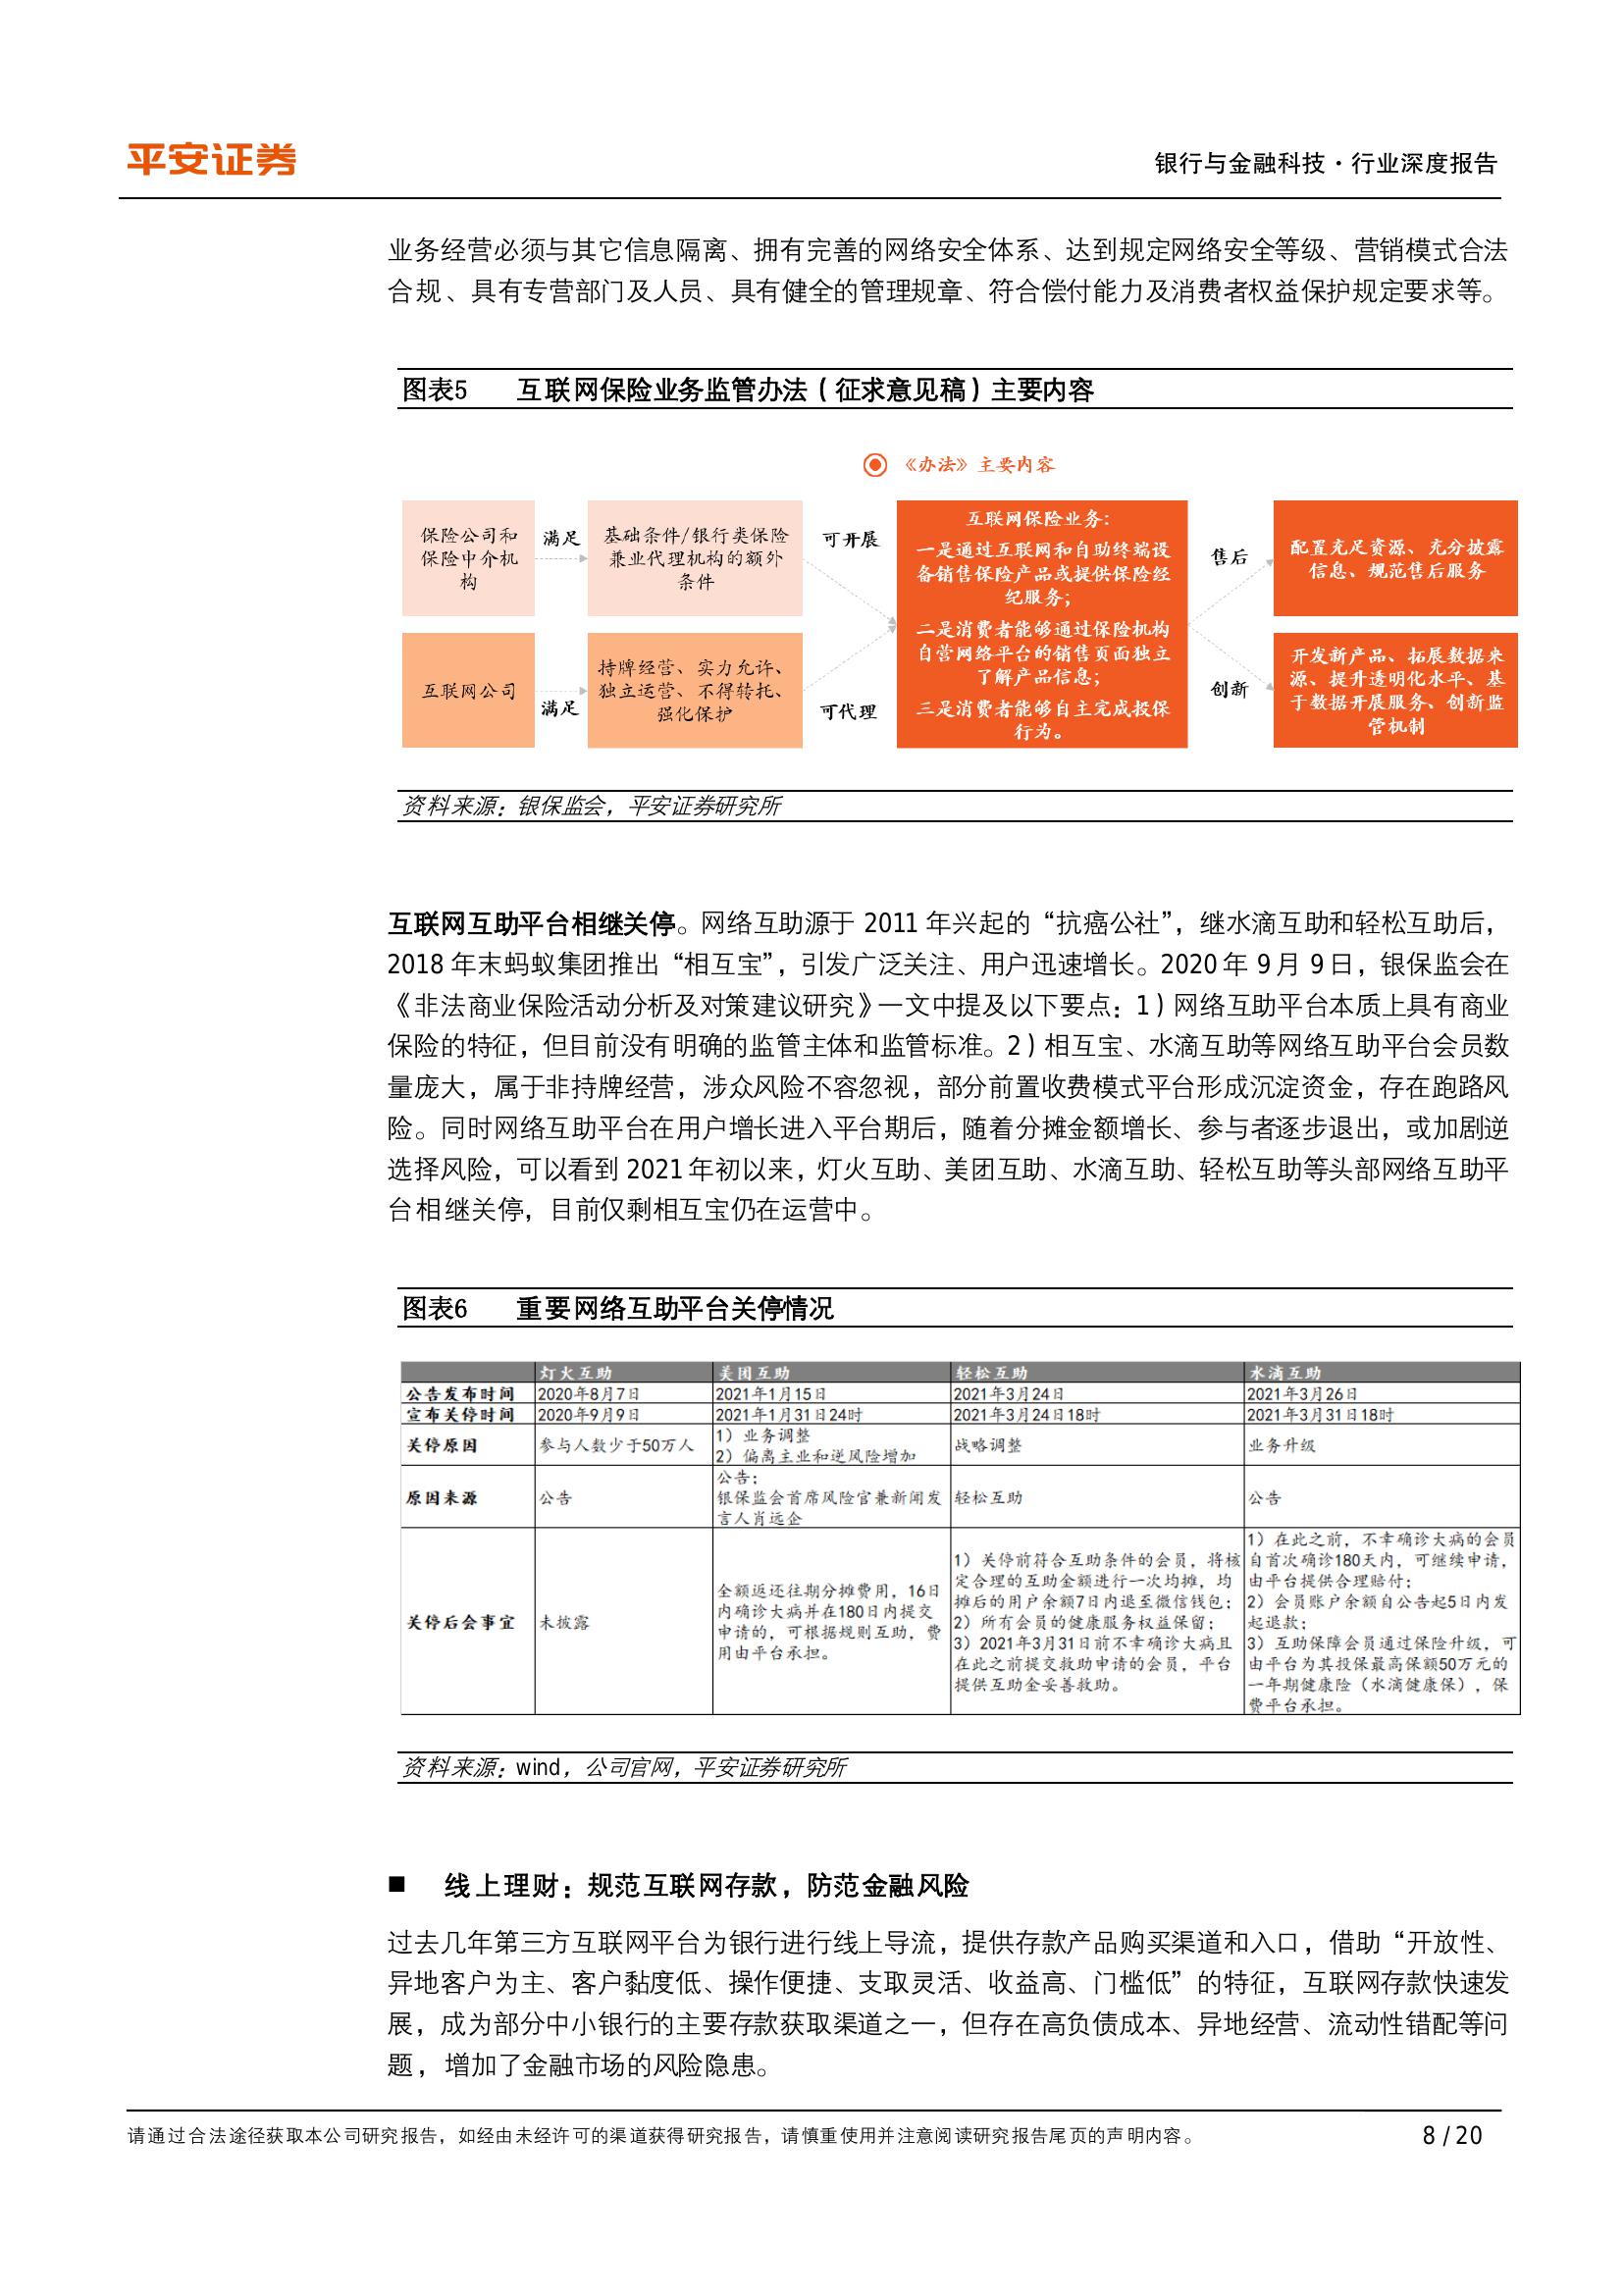 平安证券
银行与金融科技·行业深度报告
业务经营必须与其它信息隔离、拥有完善的网络安全体系、达到规定网络安全等级、营销模式合法
合规、具有专营部门及人员、具有健全的管理规章、符合偿付能力及消费者权益保护规定要求等。
图表5 互联网保险业务监管办法（征求意见稿）主要内容
《办法》主要内容
保险公司和
保险中介机
构
满足
基础条件/银行类保险
兼业代理机构的额外
条件
可开展
互联网公司
满足
持牌经营、实力允许、
独立运营、不得转托、
强化保护
可代理
互联网保险业务：
一是通过互联网和自助终端设
备销售保险产品或提供保险经
纪服务；
二是消费者能够通过保险机构
自营网络平台的销售页面独立
了解产品信息；
三是消费者能够自主完成投保
行为。
售后
配置充足资源、充分披露
信息、规范售后服务
创新
开发新产品、拓展数据来
源、提升透明化水平、基
于数据开展服务、创新监
管机制
资料来源：银保监会，平安证券研究所
互联网互助平台相继关停。网络互助源于 2011 年兴起的“抗癌公社”，继水滴互助和轻松互助后，
2018 年末蚂蚁集团推出“相互宝”，引发广泛关注、用户迅速增长。2020 年 9 月 9 日，银保监会在
《非法商业保险活动分析及对策建议研究》一文中提及以下要点：1）网络互助平台本质上具有商业
保险的特征，但目前没有明确的监管主体和监管标准。2）相互宝、水滴互助等网络互助平台会员数
量庞大，属于非持牌经营，涉众风险不容忽视，部分前置收费模式平台形成沉淀资金，存在跑路风
险。同时网络互助平台在用户增长进入平台期后，随着分摊金额增长、参与者逐步退出，或加剧逆
选择风险，可以看到 2021 年初以来，灯火互助、美团互助、水滴互助、轻松互助等头部网络互助平
台相继关停，目前仅剩相互宝仍在运营中。
图表6 重要网络互助平台关停情况
灯火互助 美团互助 轻松互助 水滴互助
公告发布时间 2020年8月7日 2021年1月15日 2021年3月24日 2021年3月26日
宣布关停时间 2020年9月9日 2021年1月31日24时 2021年3月24日18时 2021年3月31日18时
关停原因 参与人数少于50万人
1）业务调整
2）偏离主业和逆风险增加
战略调整
业务升级
原因来源 公告
公告；
银保监会首席风险官兼新闻发
言人肖远企
轻松互助
公告
关停后会事宜 未披露
全额返还往期分摊费用，16日
内确诊大病并在180日内提交
申请的，可根据规则互助，费
用由平台承担。
1）关停前符合互助条件的会员，将核
定合理的互助金额进行一次均摊，均
摊后的用户余额7日内退至微信钱包；
2）所有会员的健康服务权益保留；
3）2021年3月31日前不幸确诊大病且
在此之前提交救助申请的会员，平台
提供互助金妥善救助。
1）在此之前，不幸确诊大病的会员
自首次确诊180天内，可继续申请，
由平台提供合理赔付；
2）会员账户余额自公告起5日内发
起退款；
3）互助保障会员通过保险升级，可
由平台为其投保最高保额50万元的
一年期健康险（水滴健康保），保
费平台承担。
资料来源：wind，公司官网，平安证券研究所
■ 线上理财：规范互联网存款，防范金融风险
过去几年第三方互联网平台为银行进行线上导流，提供存款产品购买渠道和入口，借助“开放性、
异地客户为主、客户黏度低、操作便捷、支取灵活、收益高、门槛低”的特征，互联网存款快速发
展，成为部分中小银行的主要存款获取渠道之一，但存在高负债成本、异地经营、流动性错配等问
题，增加了金融市场的风险隐患。
请通过合法途径获取本公司研究报告，如经由未经许可的渠道获得研究报告，请慎重使用并注意阅读研究报告尾页的声明内容。
8 / 20